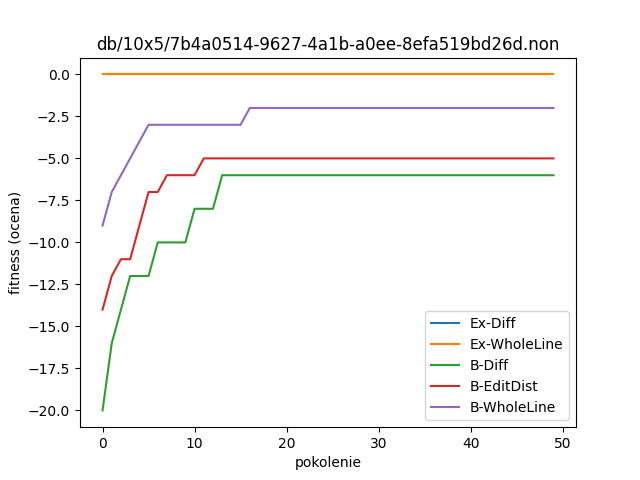 db/10x5/7b4a0514-9627-4a1b-a0ee-8efa519bd26d.non
fitness (ocena)
0.0
−2.5
−5.0
−7.5
−10.0
−12.5
−15.0
−17.5
−20.0
Ex-Diff
Ex-WholeLine
B-Diff
B-EditDist
B-WholeLine
0 10 20 30 40 50
pokolenie